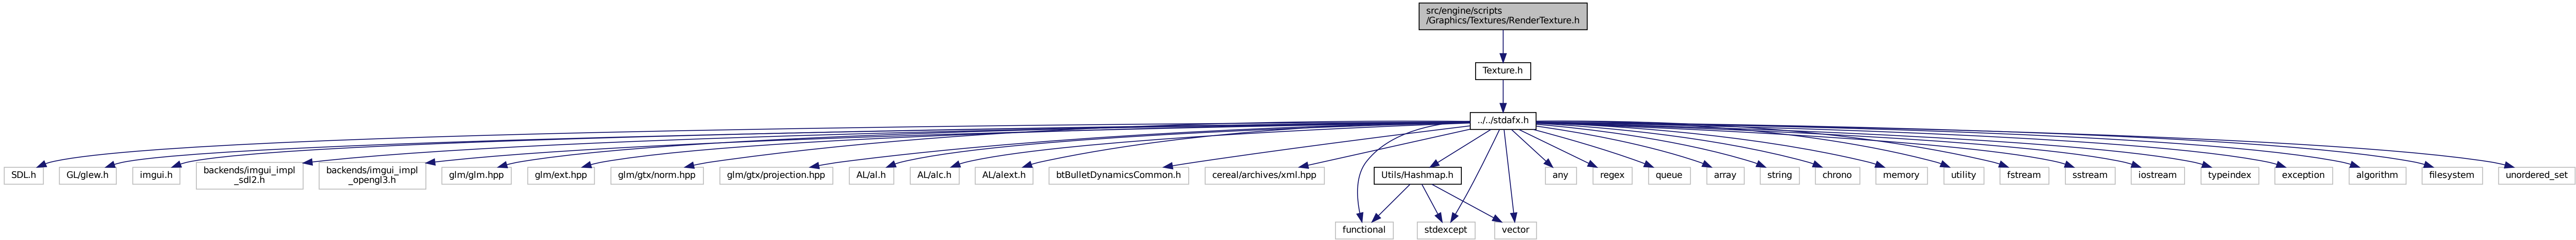 src/engine/scripts
/Graphics/Textures/RenderTexture.h
Texture.h
../../stdafx.h
SDL.h
GL/glew.h
imgui.h
backends/imgui_impl
_sdl2.h
backends/imgui_impl
_opengl3.h
glm/glm.hpp
glm/ext.hpp
glm/gtx/norm.hpp
glm/gtx/projection.hpp
AL/al.h
AL/alc.h
AL/alext.h
btBulletDynamicsCommon.h
cereal/archives/xml.hpp
Utils/Hashmap.h
any
regex
queue
array
string
chrono
memory
utility
fstream
sstream
iostream
typeindex
exception
algorithm
filesystem
unordered_set
functional
stdexcept
vector